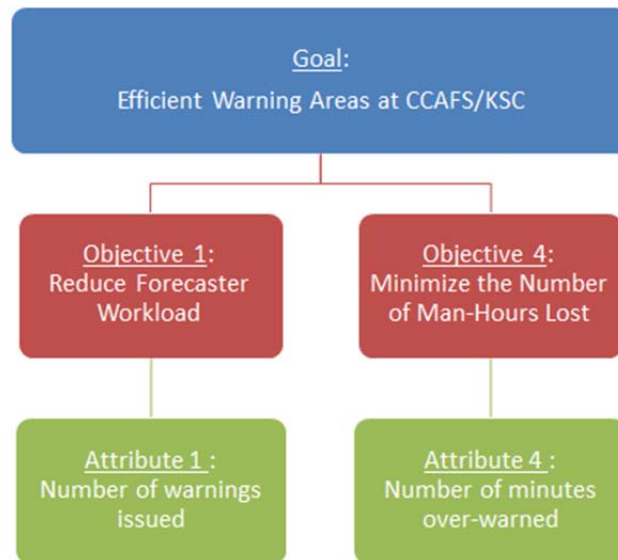 Goal:
Efficient Warning Areas at CCAFS/KSC
Objective 1:
Reduce Forecaster
Workload
Objective 4:
Minimize the Number
of Man-Hours Lost
Attribute 1 :
Number of warnings
issued
Attribute 4 :
Number of minutes
over-warned